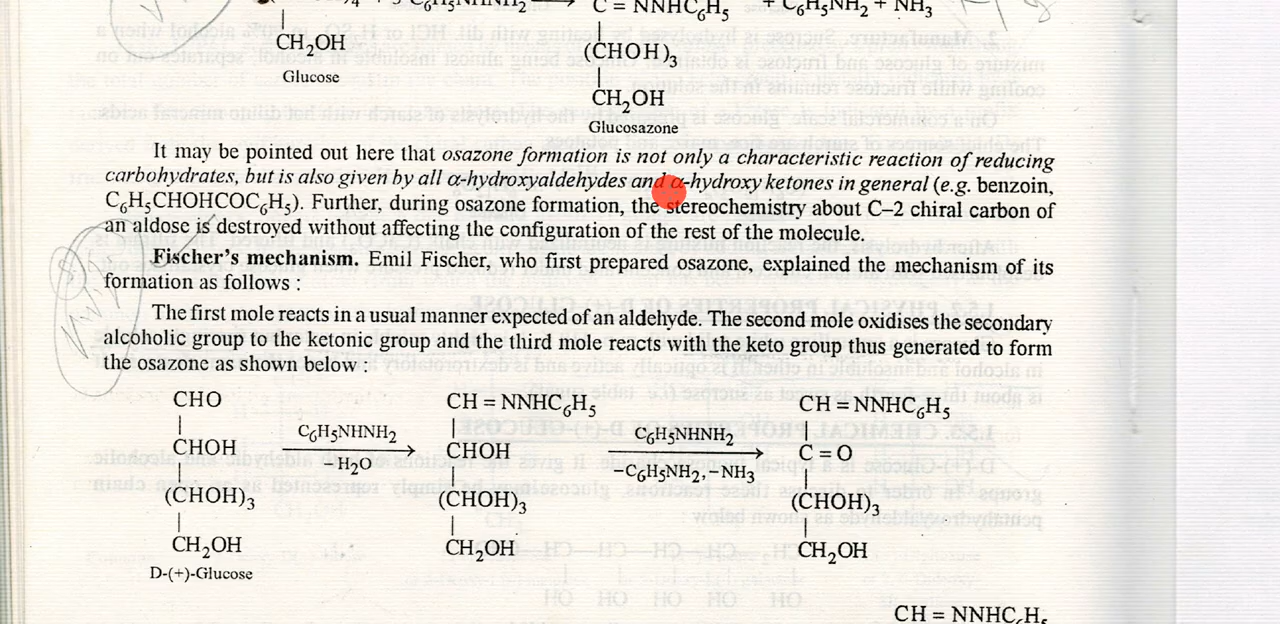 C = NNHC6H5 + C6H5NH2 + NH3
CH2OH
(CHOH)3
Glucose
CH2OH
Glucosazone
It may be pointed out here that osazone formation is not only a characteristic reaction of reducing
carbohydrates, but is also given by all α-hydroxyaldehydes and α-hydroxy ketones in general (e.g. benzoin,
C6H5CHOHCOC6H5). Further, during osazone formation, the stereochemistry about C–2 chiral carbon of
an aldose is destroyed without affecting the configuration of the rest of the molecule.
Fischer's mechanism. Emil Fischer, who first prepared osazone, explained the mechanism of its
formation as follows :
The first mole reacts in a usual manner expected of an aldehyde. The second mole oxidises the secondary
alcoholic group to the ketonic group and the third mole reacts with the keto group thus generated to form
the osazone as shown below :
CHO CH = NNHC6H5 CH = NNHC6H5
C6H5NHNH2 C6H5NHNH2
CHOH CHOH C = O
–H2O –C6H5NH2, –NH3
(CHOH)3 (CHOH)3 (CHOH)3
CH2OH CH2OH CH2OH
D-(+)-Glucose
CH = NNHC6H5